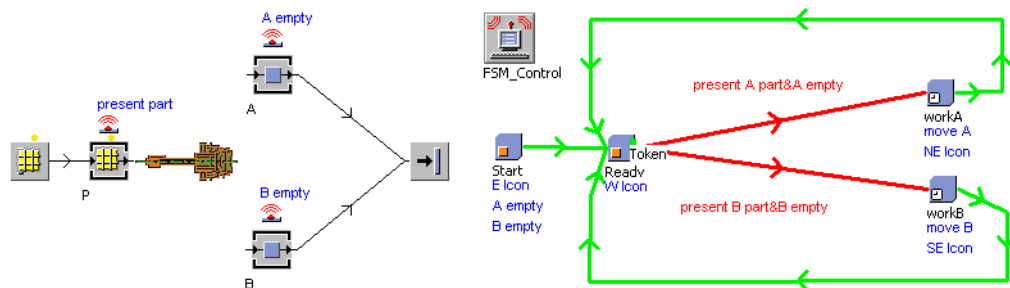 A empty
A
present part
P
B empty
B
FSM_Control
present A part&A empty
workA
move A
NE Icon
Start
E Icon
A empty
B empty
Token
Ready
W Icon
present B part&B empty
workB
move B
SE Icon